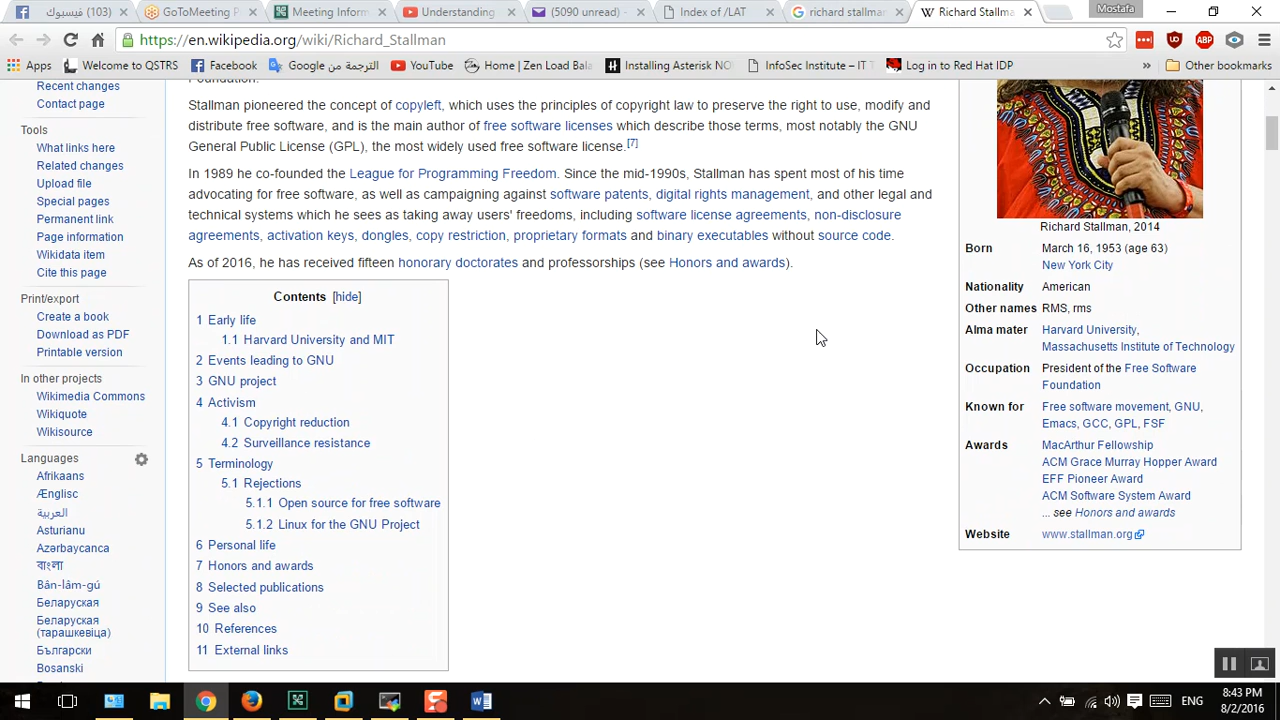 (103) فيسبوك
GoToMeeting P
Meeting Inform
Understanding
(5090 unread) -
Index of /LAT
richard stallman
Richard Stallma
Mostafa
https://en.wikipedia.org/wiki/Richard_Stallman
ABP
Apps
Welcome to QSTRS
Facebook
الترجمة من Google
YouTube
Home | Zen Load Bala
Installing Asterisk NO
InfoSec Institute – IT T
Log in to Red Hat IDP
»
Other bookmarks
Recent changes
Contact page
Tools
What links here
Related changes
Upload file
Special pages
Permanent link
Page information
Wikidata item
Cite this page
Print/export
Create a book
Download as PDF
Printable version
In other projects
Wikimedia Commons
Wikiquote
Wikisource
Languages
Afrikaans
Ænglisc
العربية
Asturianu
Azərbaycanca
বাংলা
Bân-lâm-gú
Беларуская
Беларуская
(тарашкевіца)
Български
Bosanski
Foundation.
Stallman pioneered the concept of copyleft, which uses the principles of copyright law to preserve the right to use, modify and
distribute free software, and is the main author of free software licenses which describe those terms, most notably the GNU
General Public License (GPL), the most widely used free software license.[7]
In 1989 he co-founded the League for Programming Freedom. Since the mid-1990s, Stallman has spent most of his time
advocating for free software, as well as campaigning against software patents, digital rights management, and other legal and
technical systems which he sees as taking away users' freedoms, including software license agreements, non-disclosure
agreements, activation keys, dongles, copy restriction, proprietary formats and binary executables without source code.
As of 2016, he has received fifteen honorary doctorates and professorships (see Honors and awards).
Contents [hide]
1 Early life
1.1 Harvard University and MIT
2 Events leading to GNU
3 GNU project
4 Activism
4.1 Copyright reduction
4.2 Surveillance resistance
5 Terminology
5.1 Rejections
5.1.1 Open source for free software
5.1.2 Linux for the GNU Project
6 Personal life
7 Honors and awards
8 Selected publications
9 See also
10 References
11 External links
Richard Stallman, 2014
Born March 16, 1953 (age 63)
New York City
Nationality American
Other names RMS, rms
Alma mater Harvard University,
Massachusetts Institute of Technology
Occupation President of the Free Software
Foundation
Known for Free software movement, GNU,
Emacs, GCC, GPL, FSF
Awards MacArthur Fellowship
ACM Grace Murray Hopper Award
EFF Pioneer Award
ACM Software System Award
... see Honors and awards
Website www.stallman.org
ENG
8:43 PM
8/2/2016